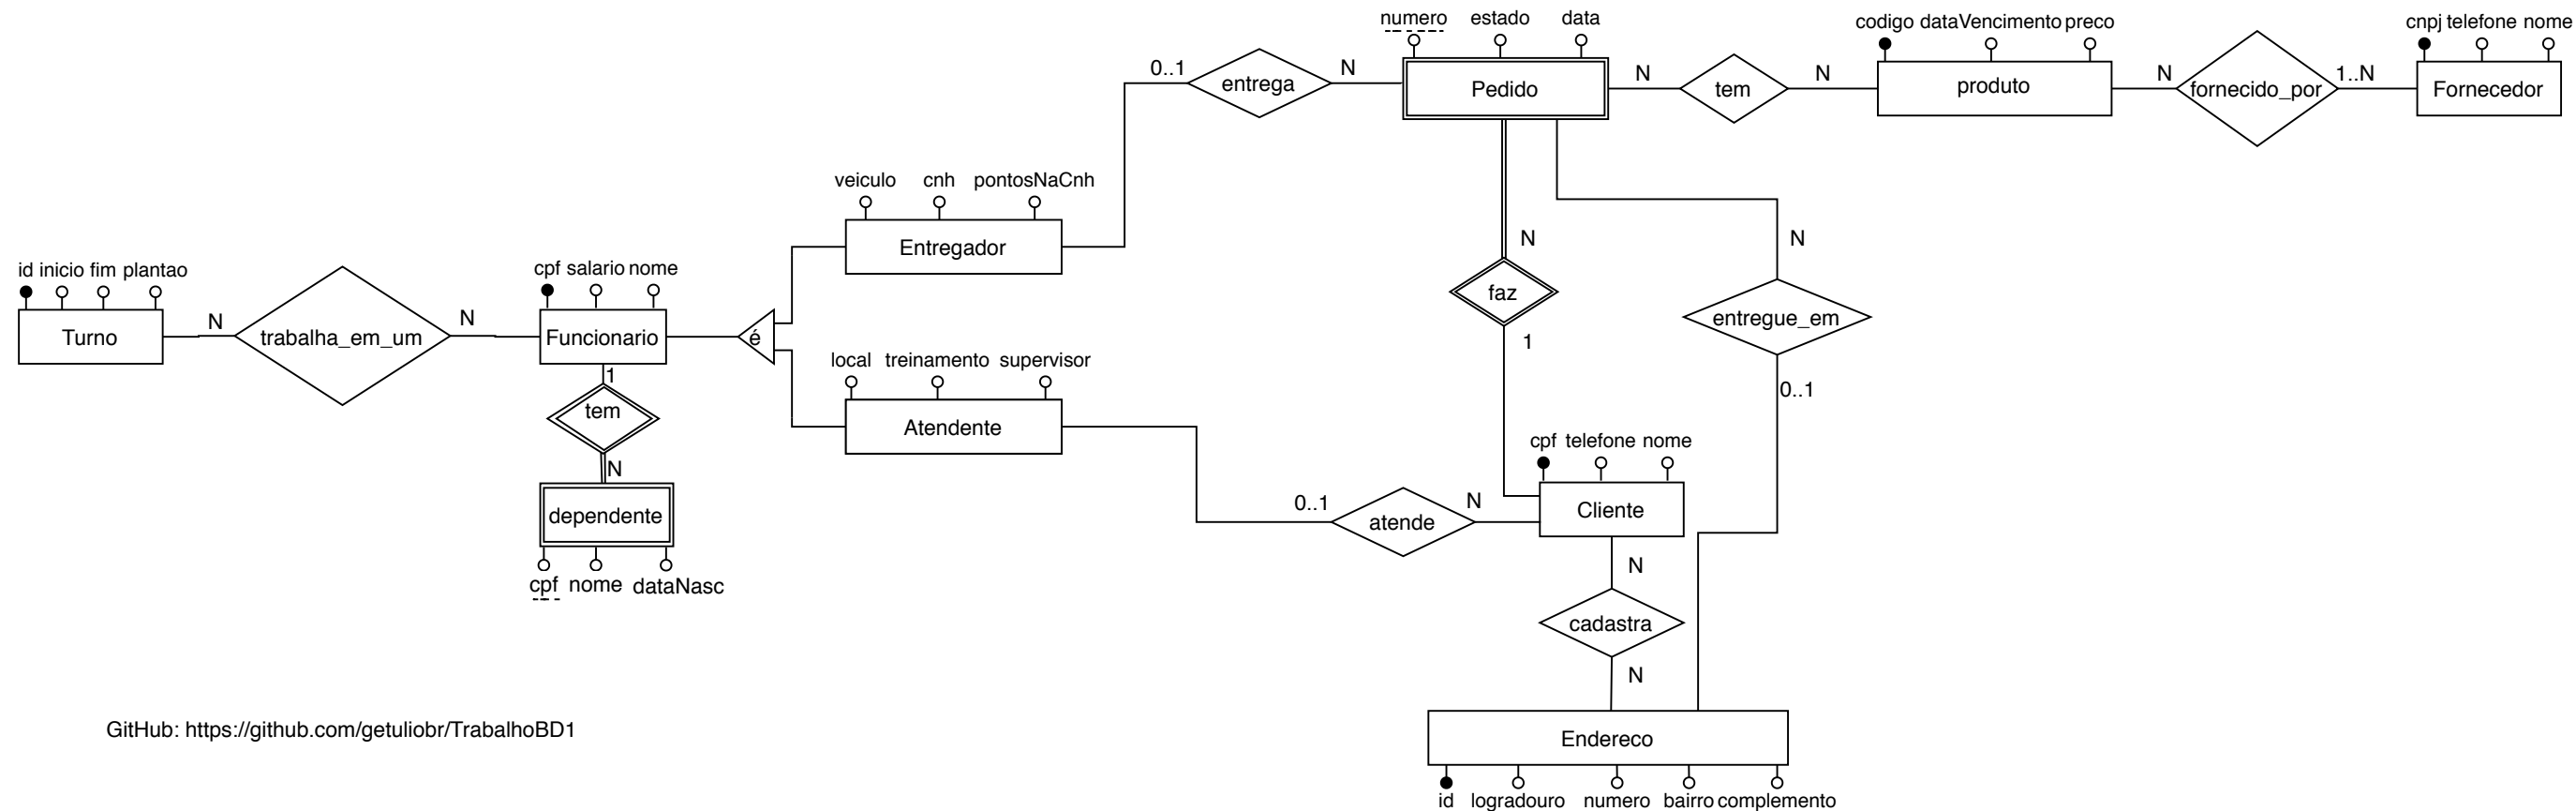 numero estado data
codigo dataVencimento preco
cnpj telefone nome
0..1
entrega
N
Pedido
N
tem
N
produto
N
fornecido_por
1..N
Fornecedor
veiculo cnh pontosNaCnh
Entregador
N
faz
1
N
entregue_em
0..1
id inicio fim plantao
Turno
N
trabalha_em_um
N
cpf salario nome
Funcionario
é
1
tem
N
dependente
cpf nome dataNasc
local treinamento supervisor
Atendente
0..1
atende
N
cpf telefone nome
Cliente
N
cadastra
N
Endereco
id logradouro numero bairro complemento
GitHub: https://github.com/getuliobr/TrabalhoBD1